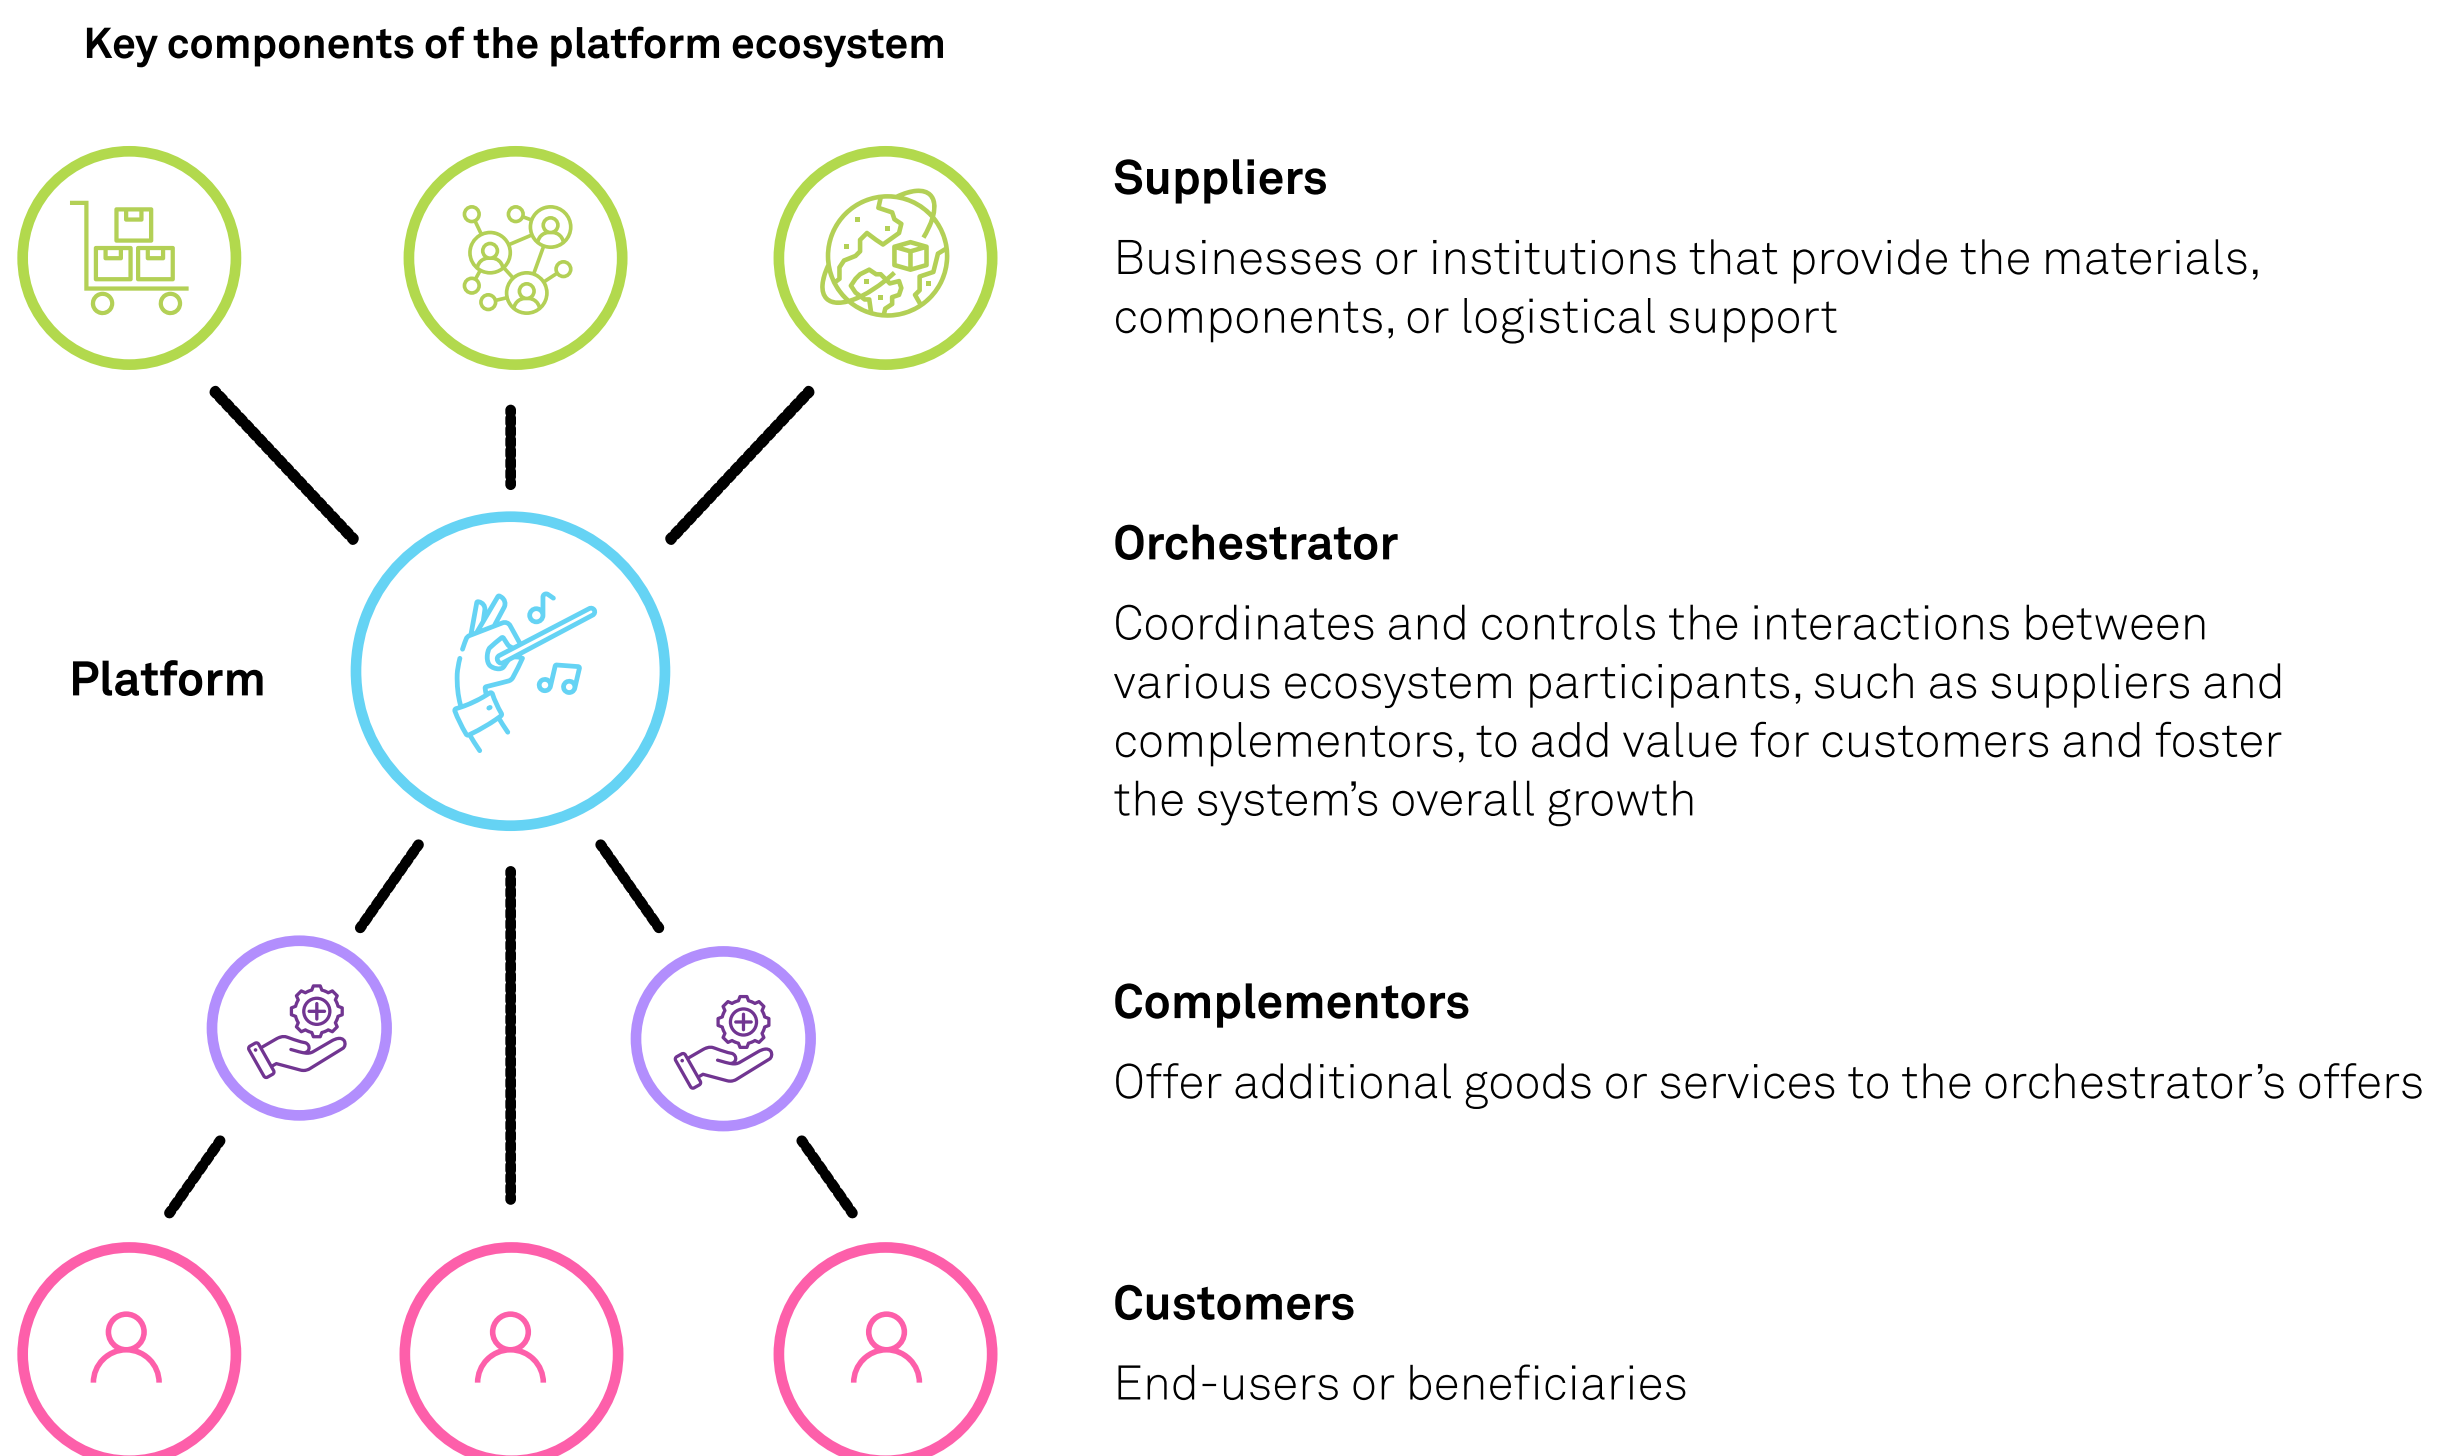 Key components of the platform ecosystem
Suppliers
Businesses or institutions that provide the materials,
components, or logistical support
Orchestrator
Coordinates and controls the interactions between
various ecosystem participants, such as suppliers and
complementors, to add value for customers and foster
the system’s overall growth
Platform
Complementors
Offer additional goods or services to the orchestrator’s offers
Customers
End-users or beneficiaries